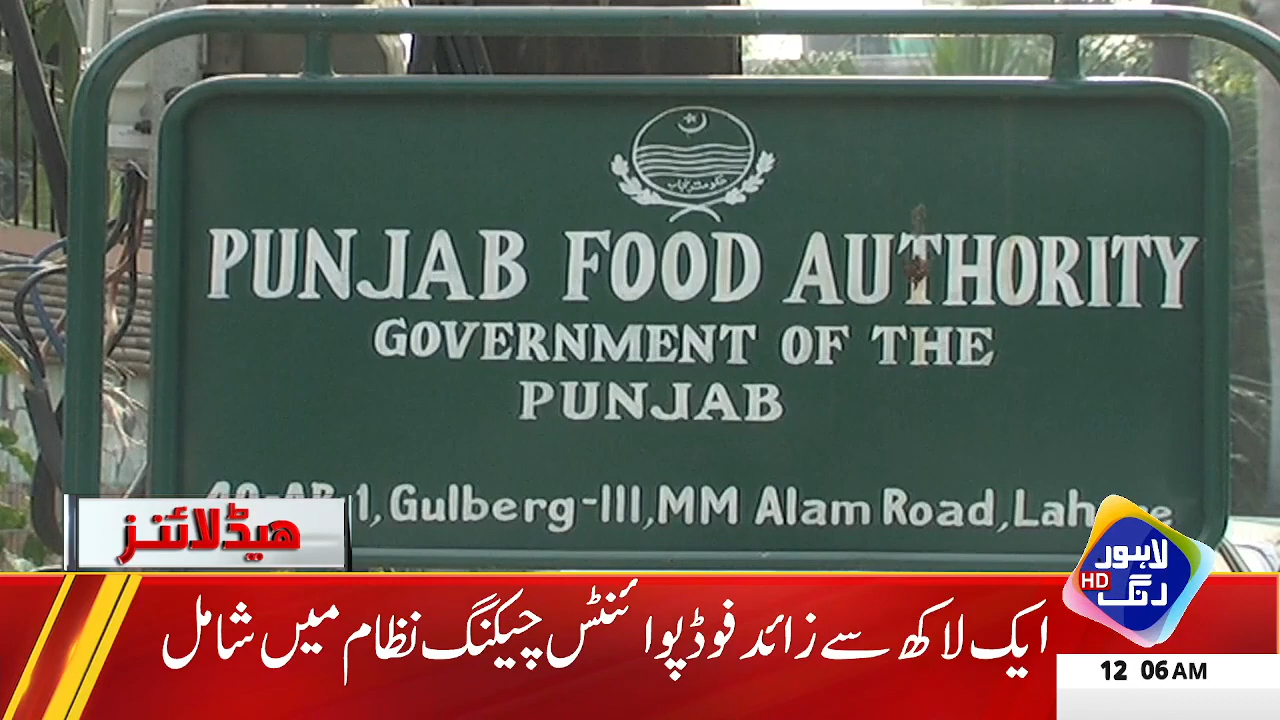 حکومت پنجاب
PUNJAB FOOD AUTHORITY
GOVERNMENT OF THE
PUNJAB
1, Gulberg-III, MM Alam Road,
ہیڈلائنز
لاہور
رنگ
HD
ایک لاکھ سے زائد فوڈ پوائنٹس چیکنگ نظام میں شامل
12 06 AM